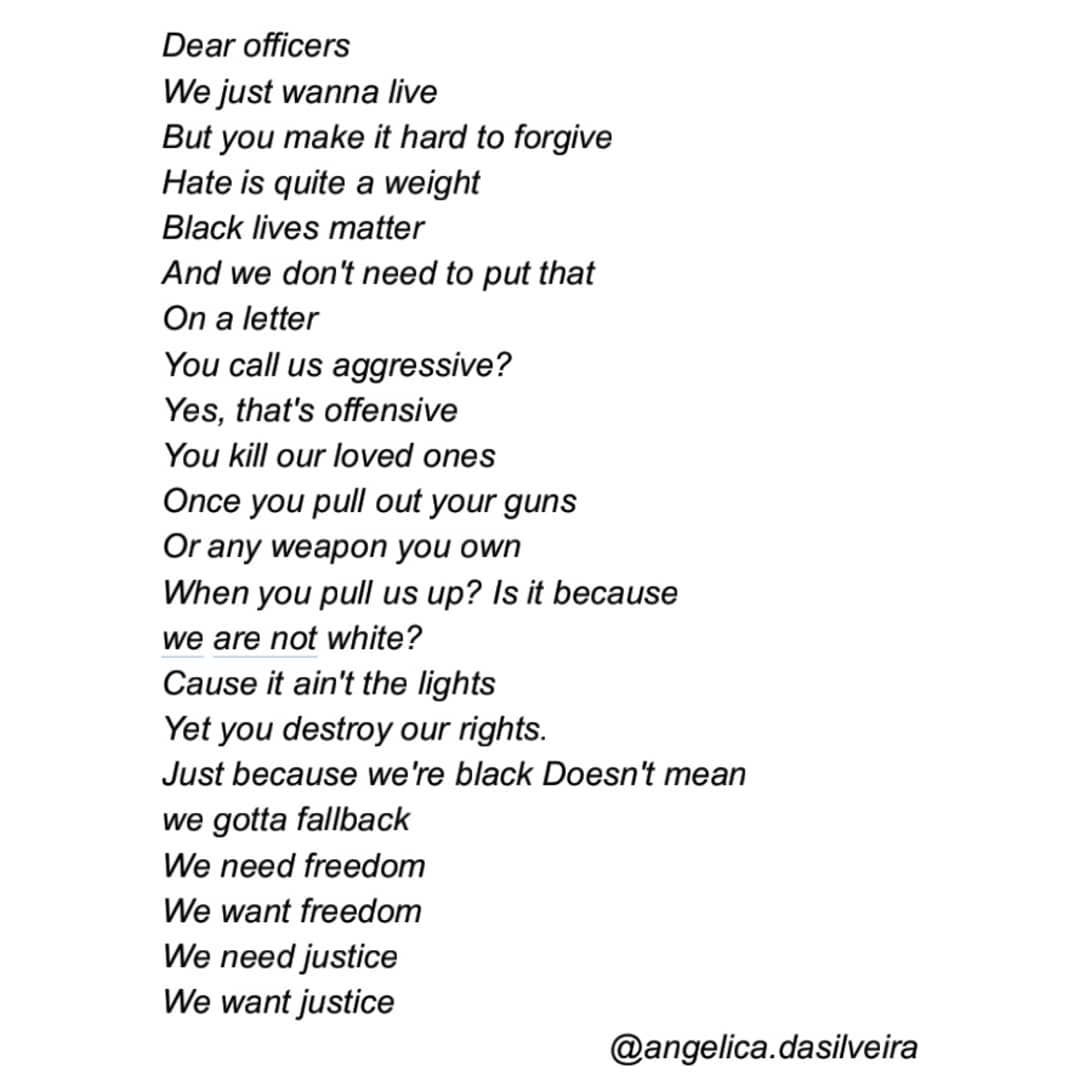 Dear officers
We just wanna live
But you make it hard to forgive
Hate is quite a weight
Black lives matter
And we don't need to put that
On a letter
You call us aggressive?
Yes, that's offensive
You kill our loved ones
Once you pull out your guns
Or any weapon you own
When you pull us up? Is it because
we are not white?
Cause it ain't the lights
Yet you destroy our rights.
Just because we're black Doesn't mean
we gotta fallback
We need freedom
We want freedom
We need justice
We want justice
@angelica.dasilveira